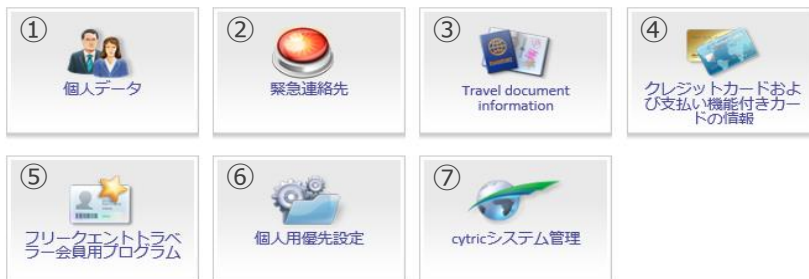 ① ② ③ ④
個人データ
緊急連絡先
Travel document
information
クレジットカードおよ
び支払い機能付きカー
ドの情報
⑤ ⑥ ⑦
フリークエントトラベ
ラー会員用プログラム
個人用優先設定
cytricシステム管理